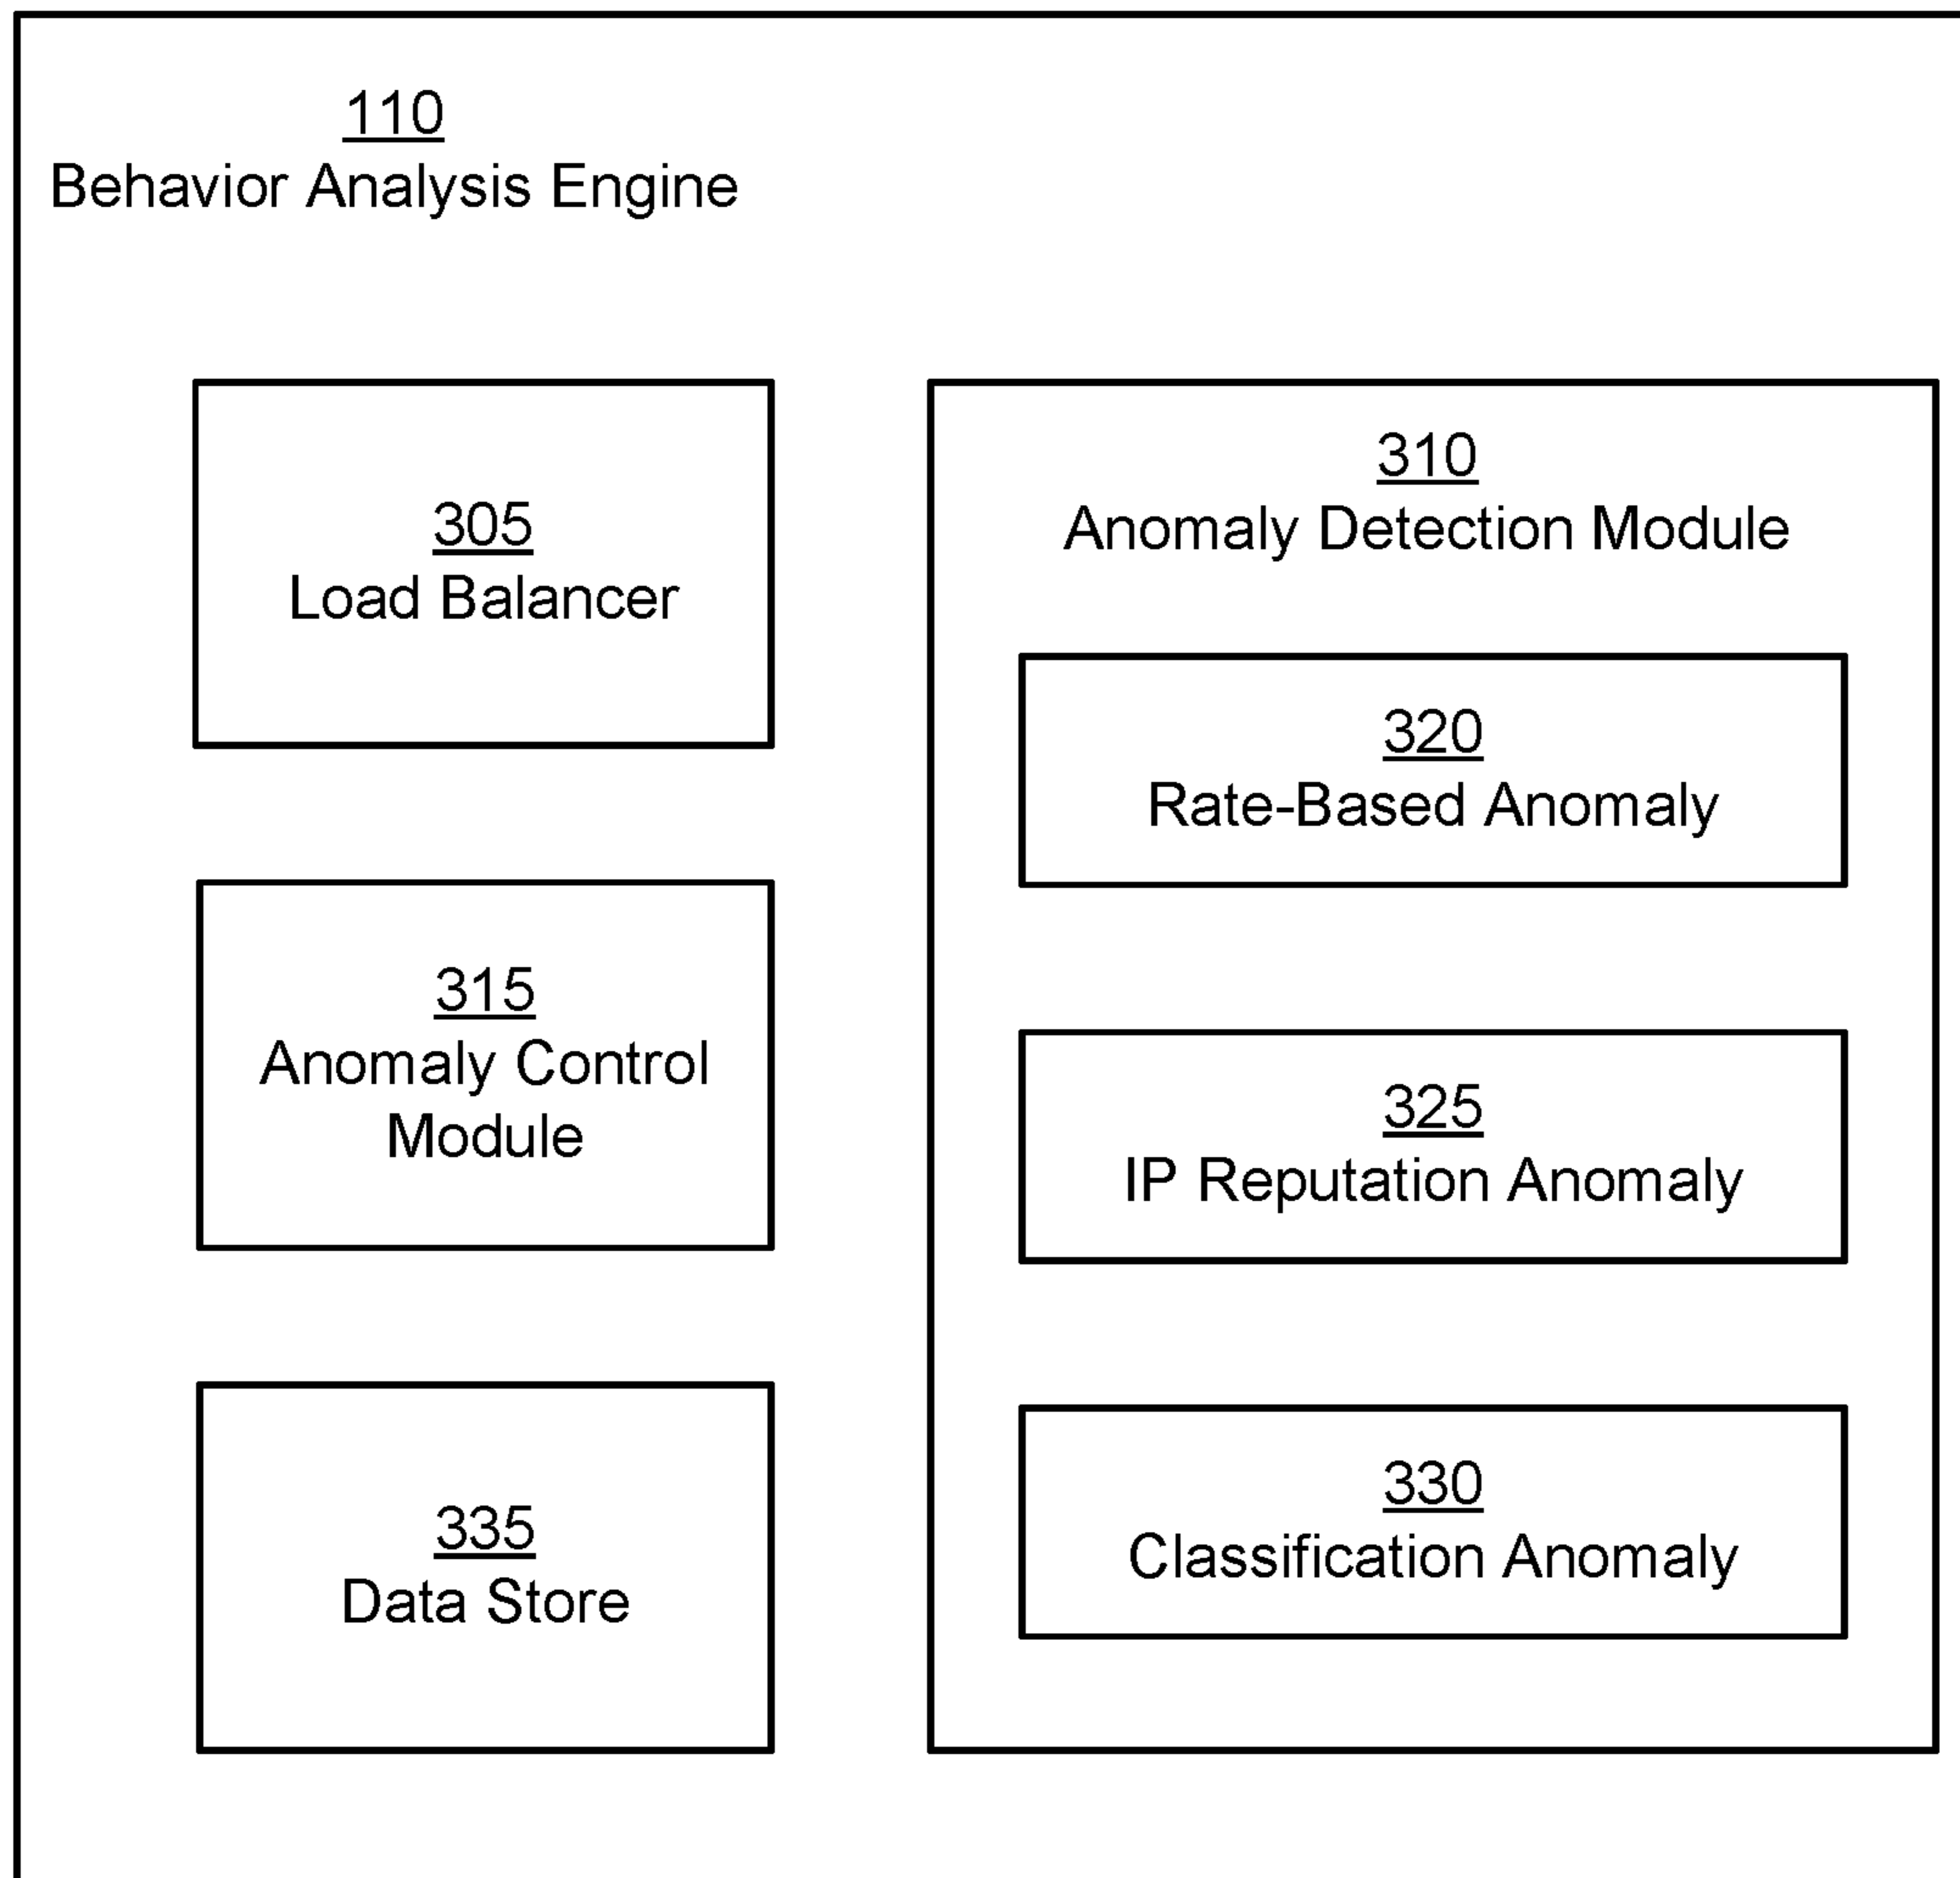 110
Behavior Analysis Engine
305
Load Balancer
315
Anomaly Control
Module
335
Data Store
310
Anomaly Detection Module
320
Rate-Based Anomaly
325
IP Reputation Anomaly
330
Classification Anomaly